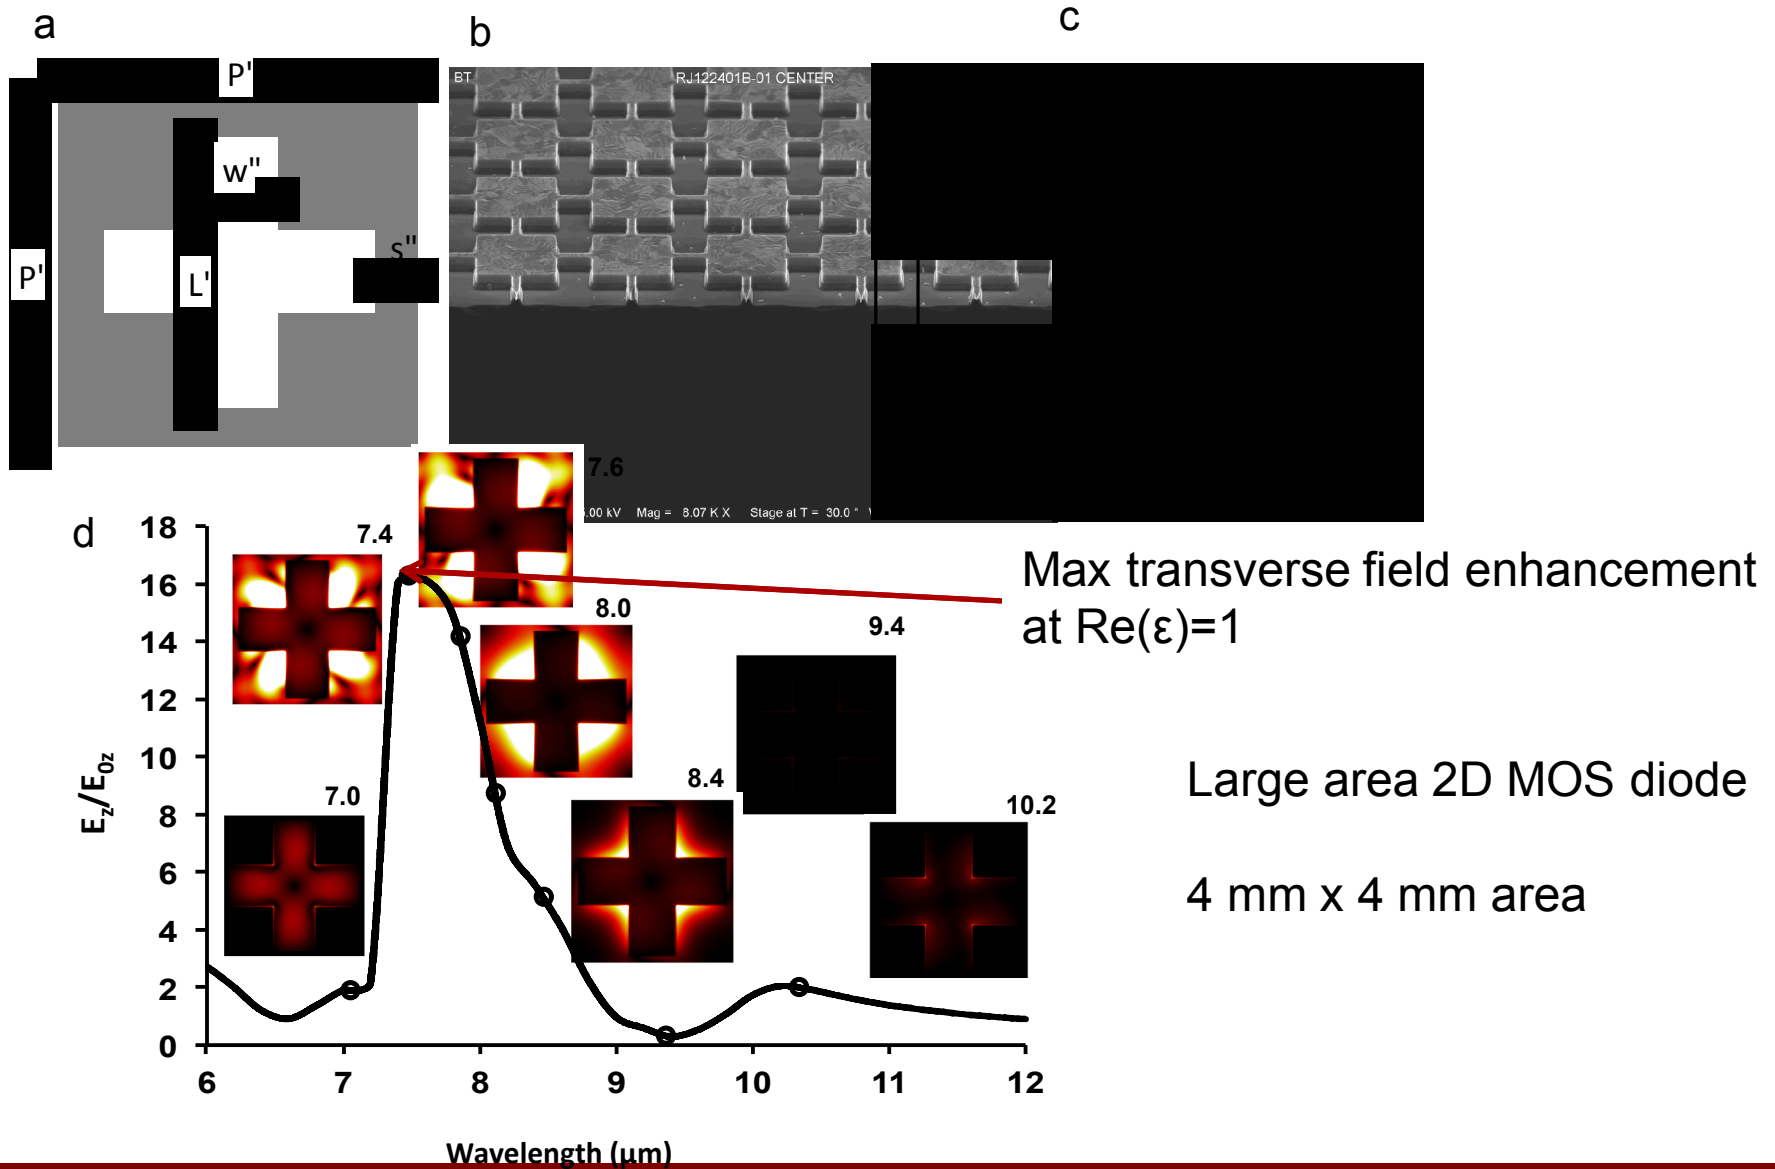 a
b
c
P'
w"
s"
P'
L'
BT
RJ122401B-01 CENTER
.00 kV Mag = 8.07 K X Stage at T = 30.0 °
7.6
d
7.4
8.0
9.4
7.0
8.4
10.2
18
16
14
12
10
8
6
4
2
0
Ez/E0z
6 7 8 9 10 11 12
Wavelength (µm)
Max transverse field enhancement
at Re(ε)=1
Large area 2D MOS diode
4 mm x 4 mm area